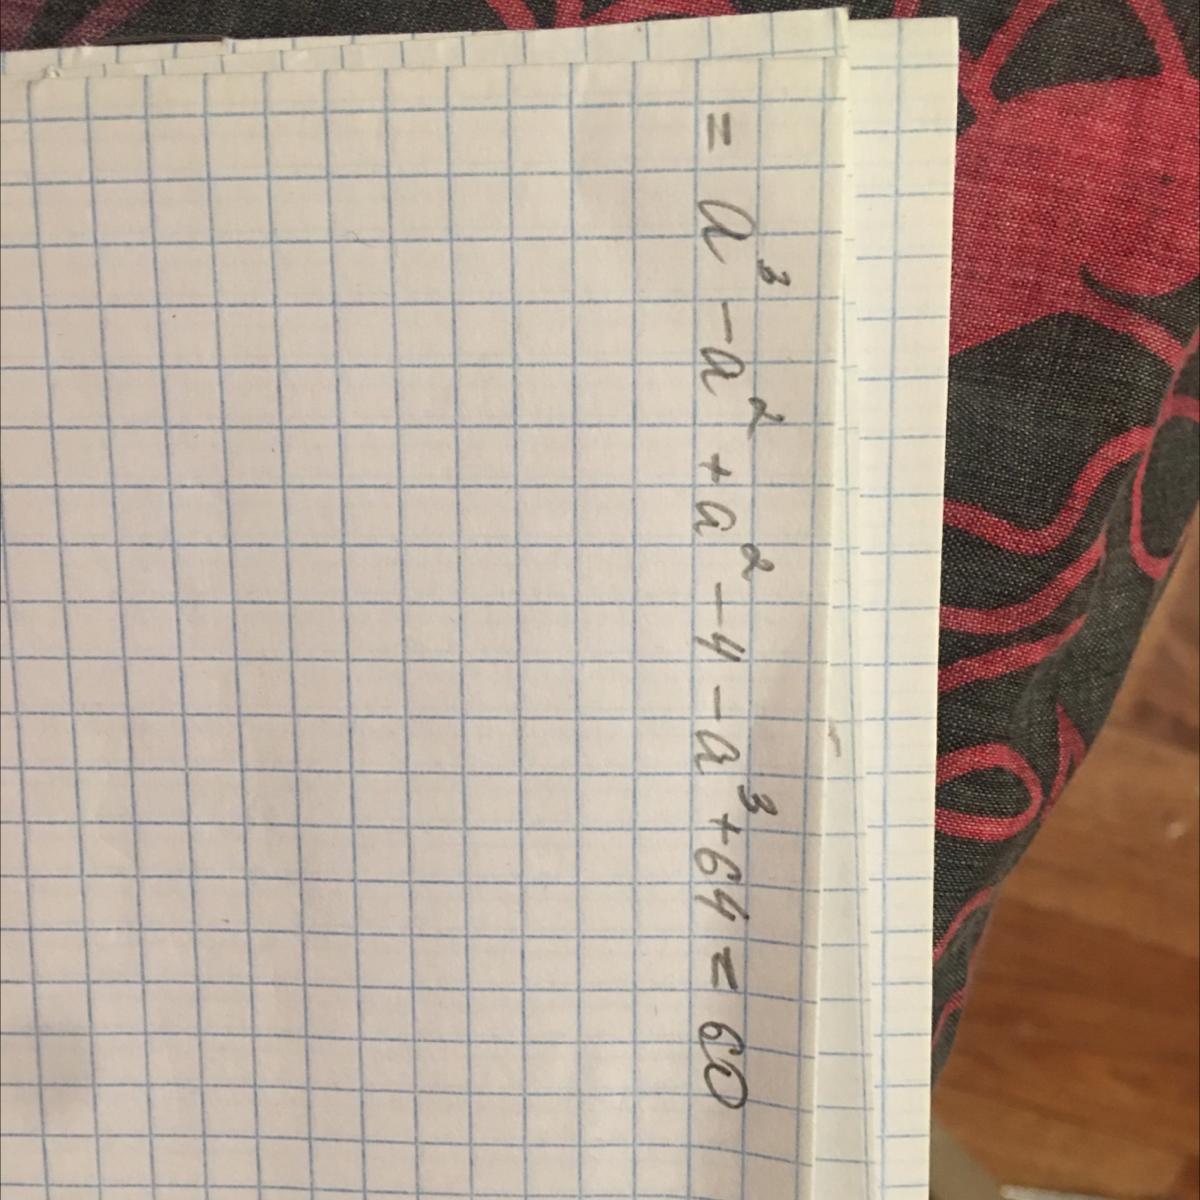 = a³ - a² + a² - 4 - a³ + 64 = 60